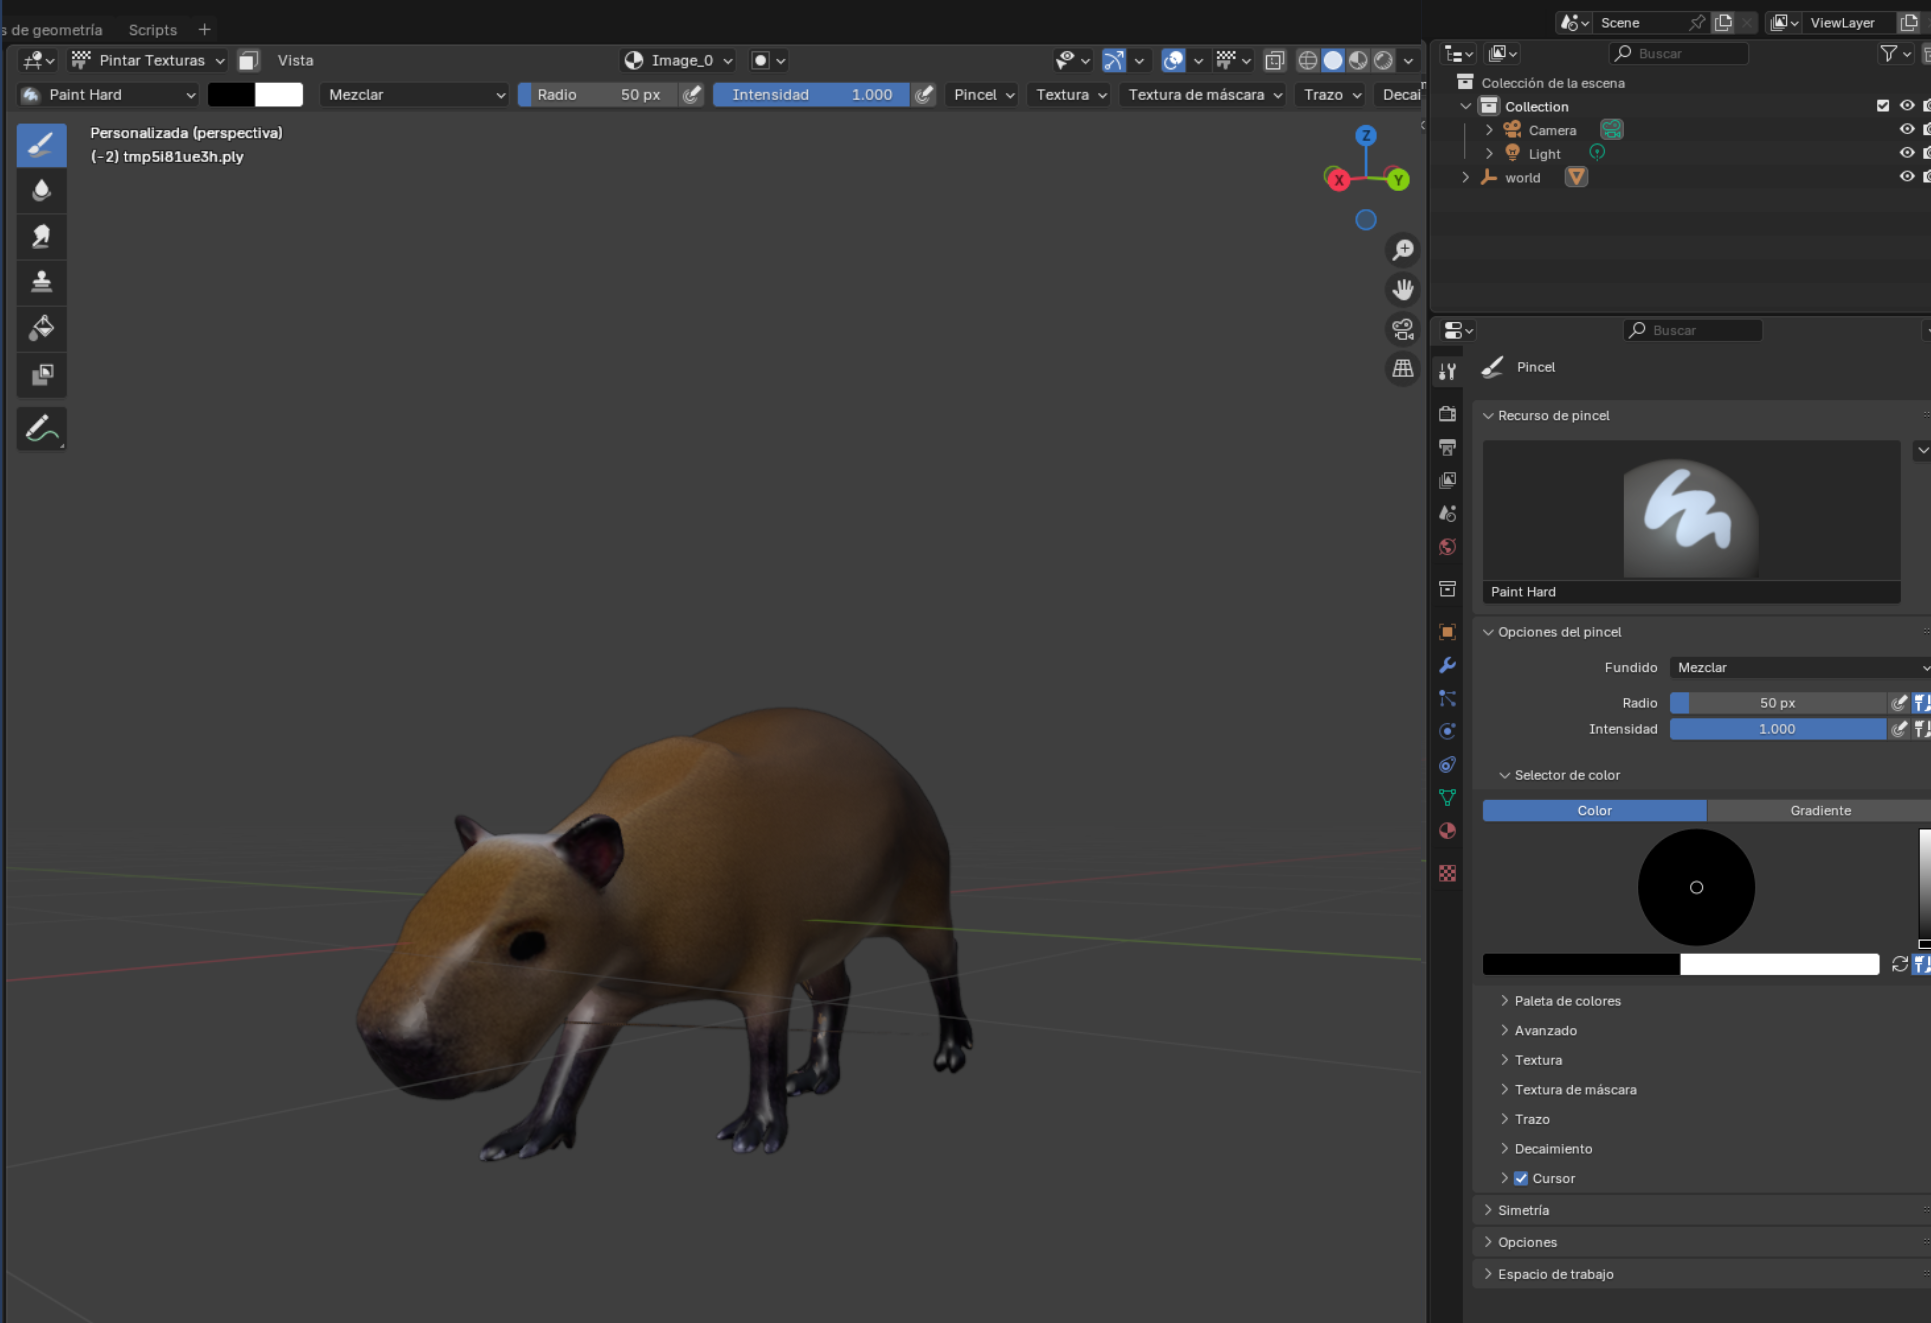 s de geometría Scripts +
Scene ViewLayer
Pintar Texturas Vista Image_0
Buscar
Paint Hard Mezclar Radio 50 px Intensidad 1.000 Pincel Textura Textura de máscara Trazo Decai
Personalizada (perspectiva)
(-2) tmp5i81ue3h.ply
Z
X
Y
Colección de la escena
Collection
Camera
Light
world
Buscar
Pincel
Recurso de pincel
Paint Hard
Opciones del pincel
Fundido Mezclar
Radio 50 px
Intensidad 1.000
Selector de color
Color Gradiente
Paleta de colores
Avanzado
Textura
Textura de máscara
Trazo
Decaimiento
Cursor
Simetría
Opciones
Espacio de trabajo